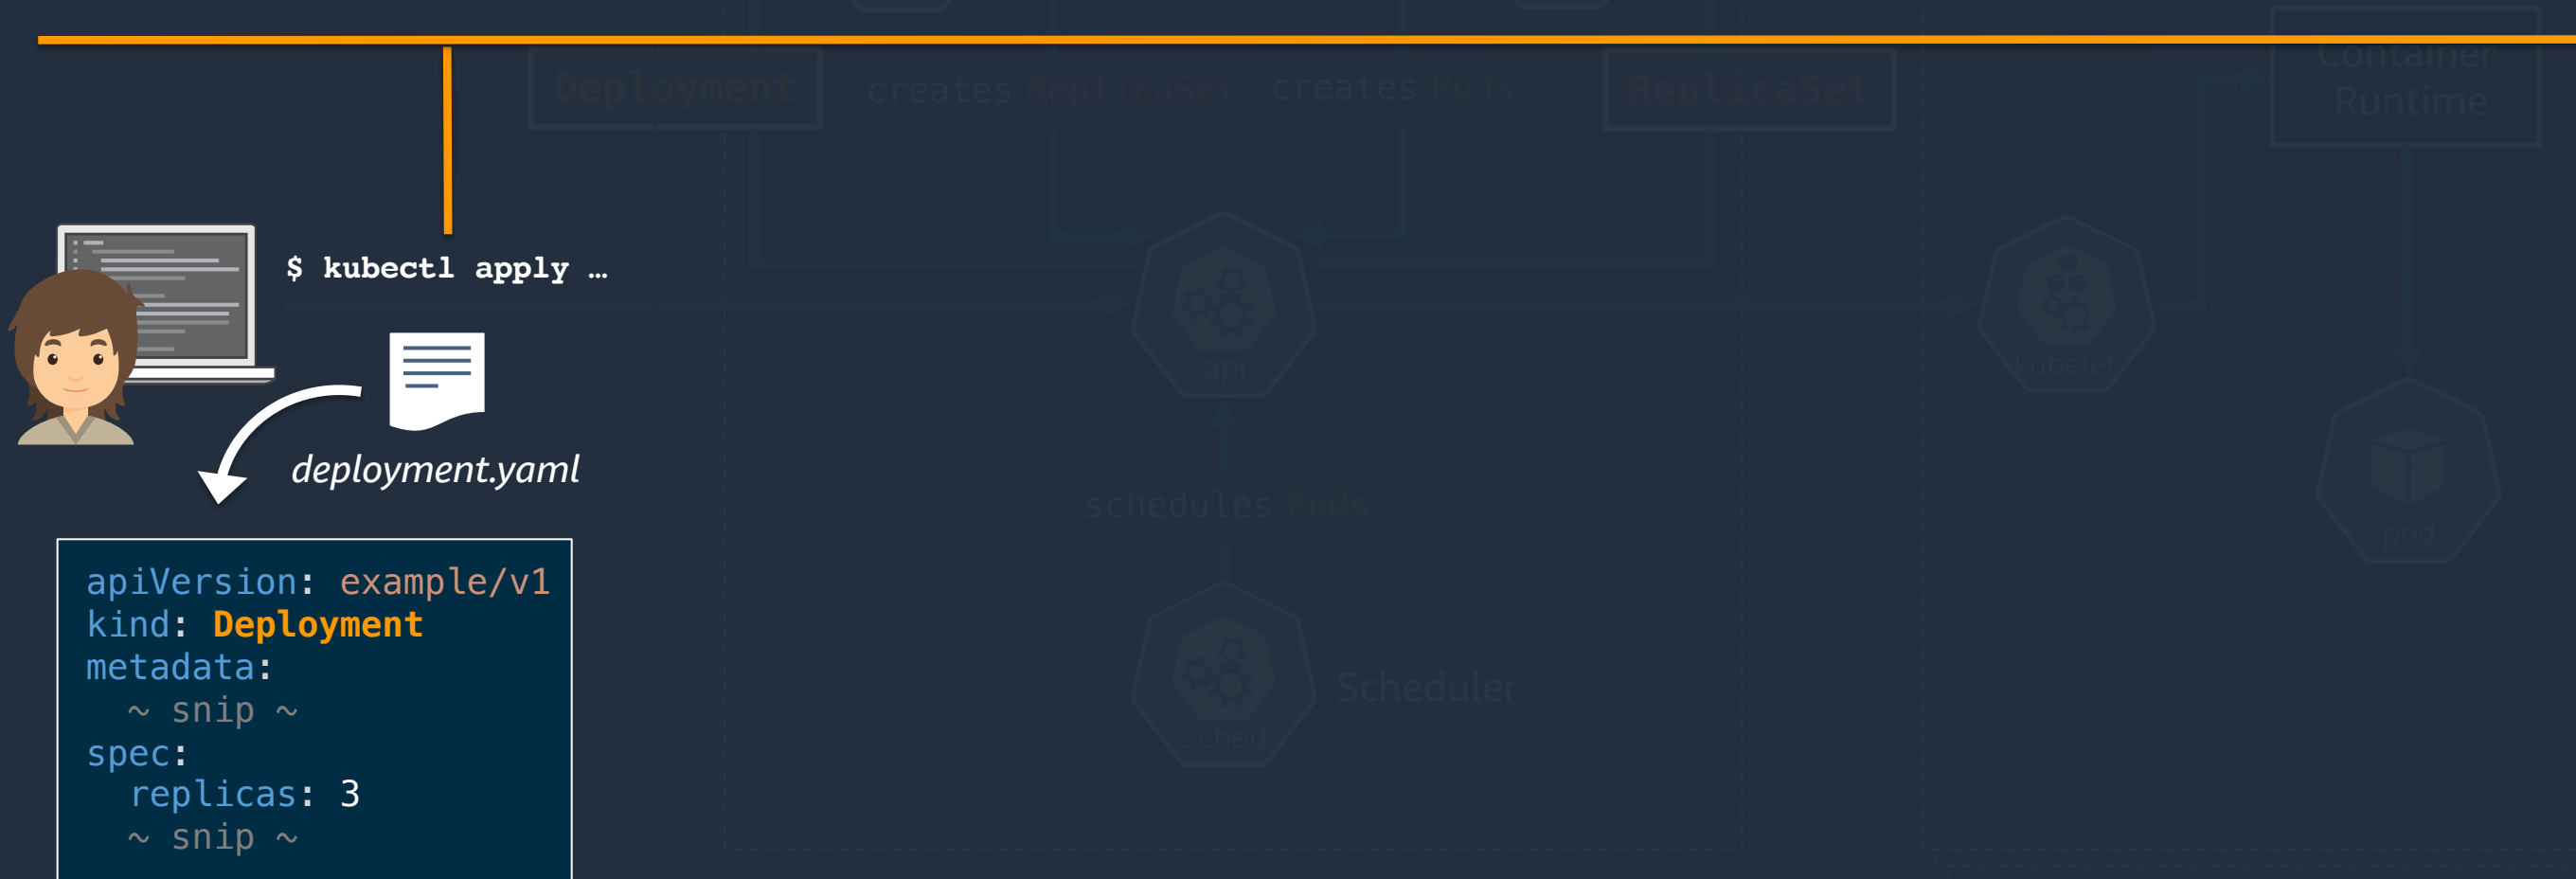 Deployment
creates ReplicaSet
creates Pods
ReplicaSet
Container
Runtime
$ kubectl apply …
api
kubelet
deployment.yaml
schedules Pods
pod
apiVersion: example/v1
kind: Deployment
metadata:
  ~ snip ~
spec:
  replicas: 3
  ~ snip ~
Scheduler
sched